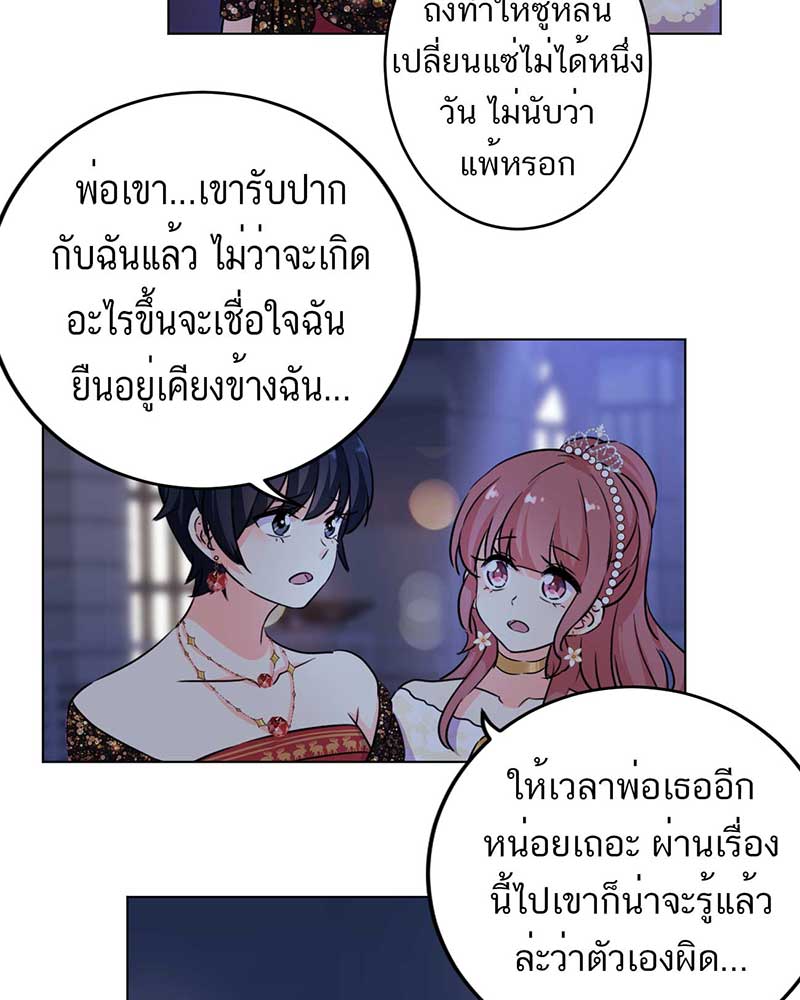 ถึงทำให้ซูหลิน
เปลี่ยนแซ่ไม่ได้หนึ่ง
วัน ไม่นับว่า
แพ้หรอก
พ่อเขา...เขารับปาก
กับฉันแล้ว ไม่ว่าจะเกิด
อะไรขึ้นจะเชื่อใจฉัน
ยืนอยู่เคียงข้างฉัน...
ให้เวลาพ่อเธออีก
หน่อยเถอะ ผ่านเรื่อง
นี้ไปเขาก็น่าจะรู้แล้ว
ล่ะว่าตัวเองผิด...